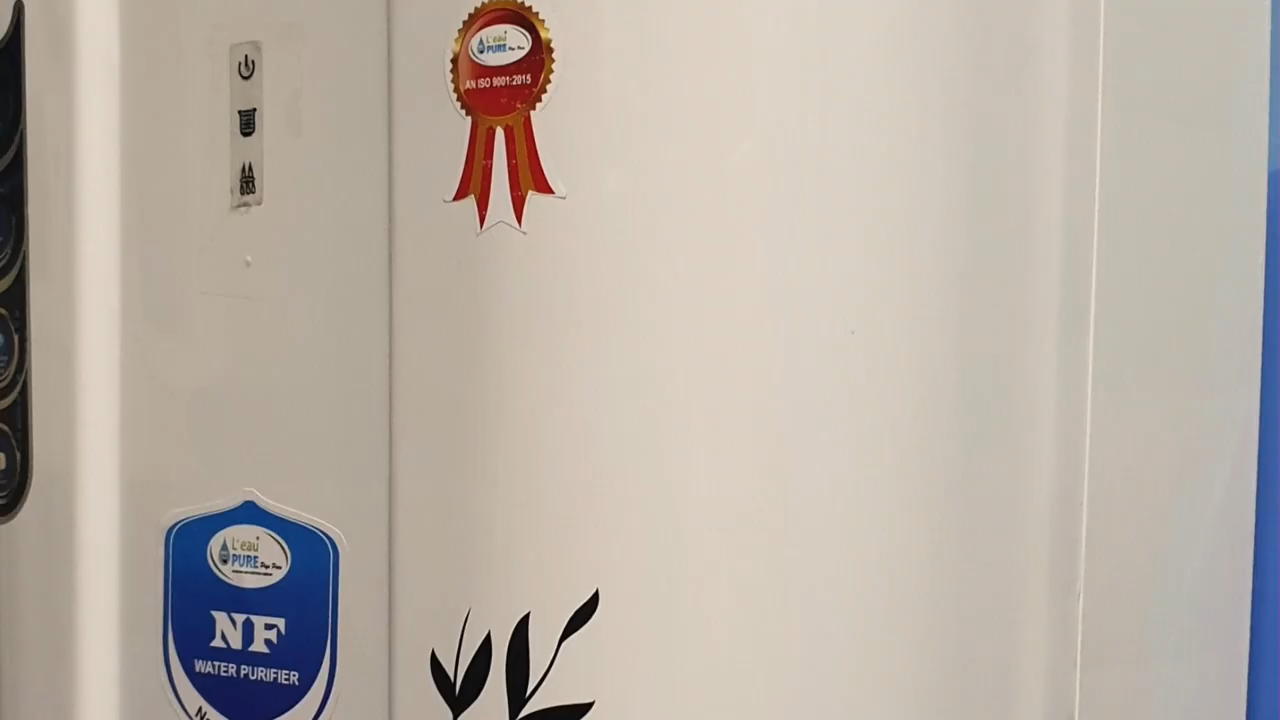 L'eau
PURE
AN ISO 9001:2015
L'eau
PURE
NF
WATER PURIFIER